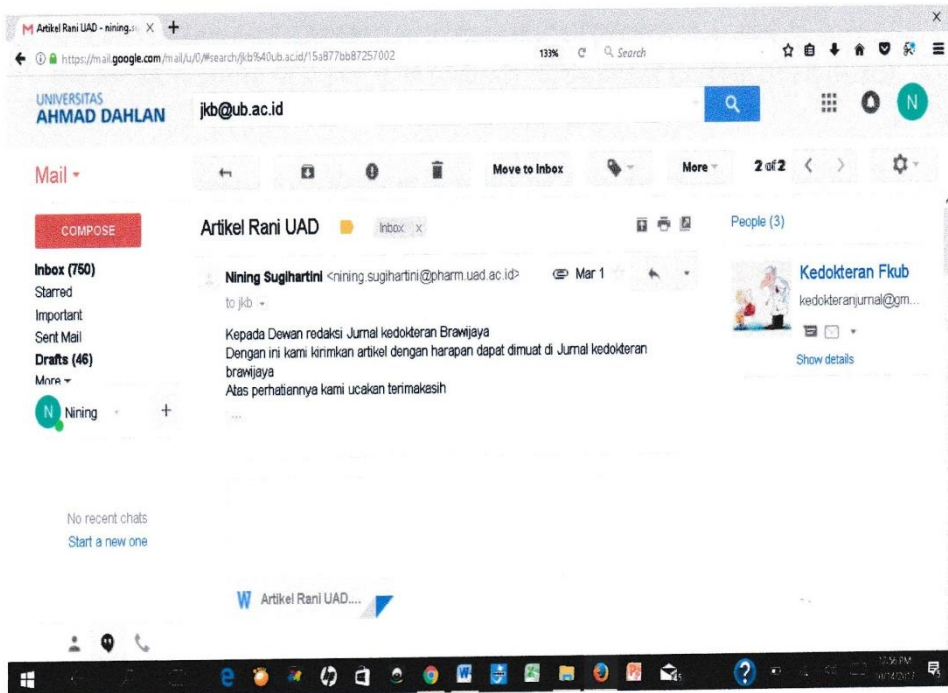 Artikel Rani UAD - nining.su X +
https://mail.google.com/mail/u/0/#search/jkb%40ub.ac.id/15a877bb87257002 133% Search
UNIVERSITAS
AHMAD DAHLAN
jkb@ub.ac.id
N
Mail
Move to Inbox
More
2 of 2
COMPOSE
Inbox (750)
Starred
Important
Sent Mail
Drafts (46)
More
N Nining +
No recent chats
Start a new one
Artikel Rani UAD Inbox x
Nining Sugihartini <nining.sugihartini@pharm.uad.ac.id> Mar 1
to jkb
Kepada Dewan redaksi Jurnal kedokteran Brawijaya
Dengan ini kami kirimkan artikel dengan harapan dapat dimuat di Jurnal kedokteran
brawijaya
Atas perhatiannya kami ucakan terimakasih
...
W Artikel Rani UAD....
People (3)
Kedokteran Fkub
kedokteranjurnal@gm...
Show details